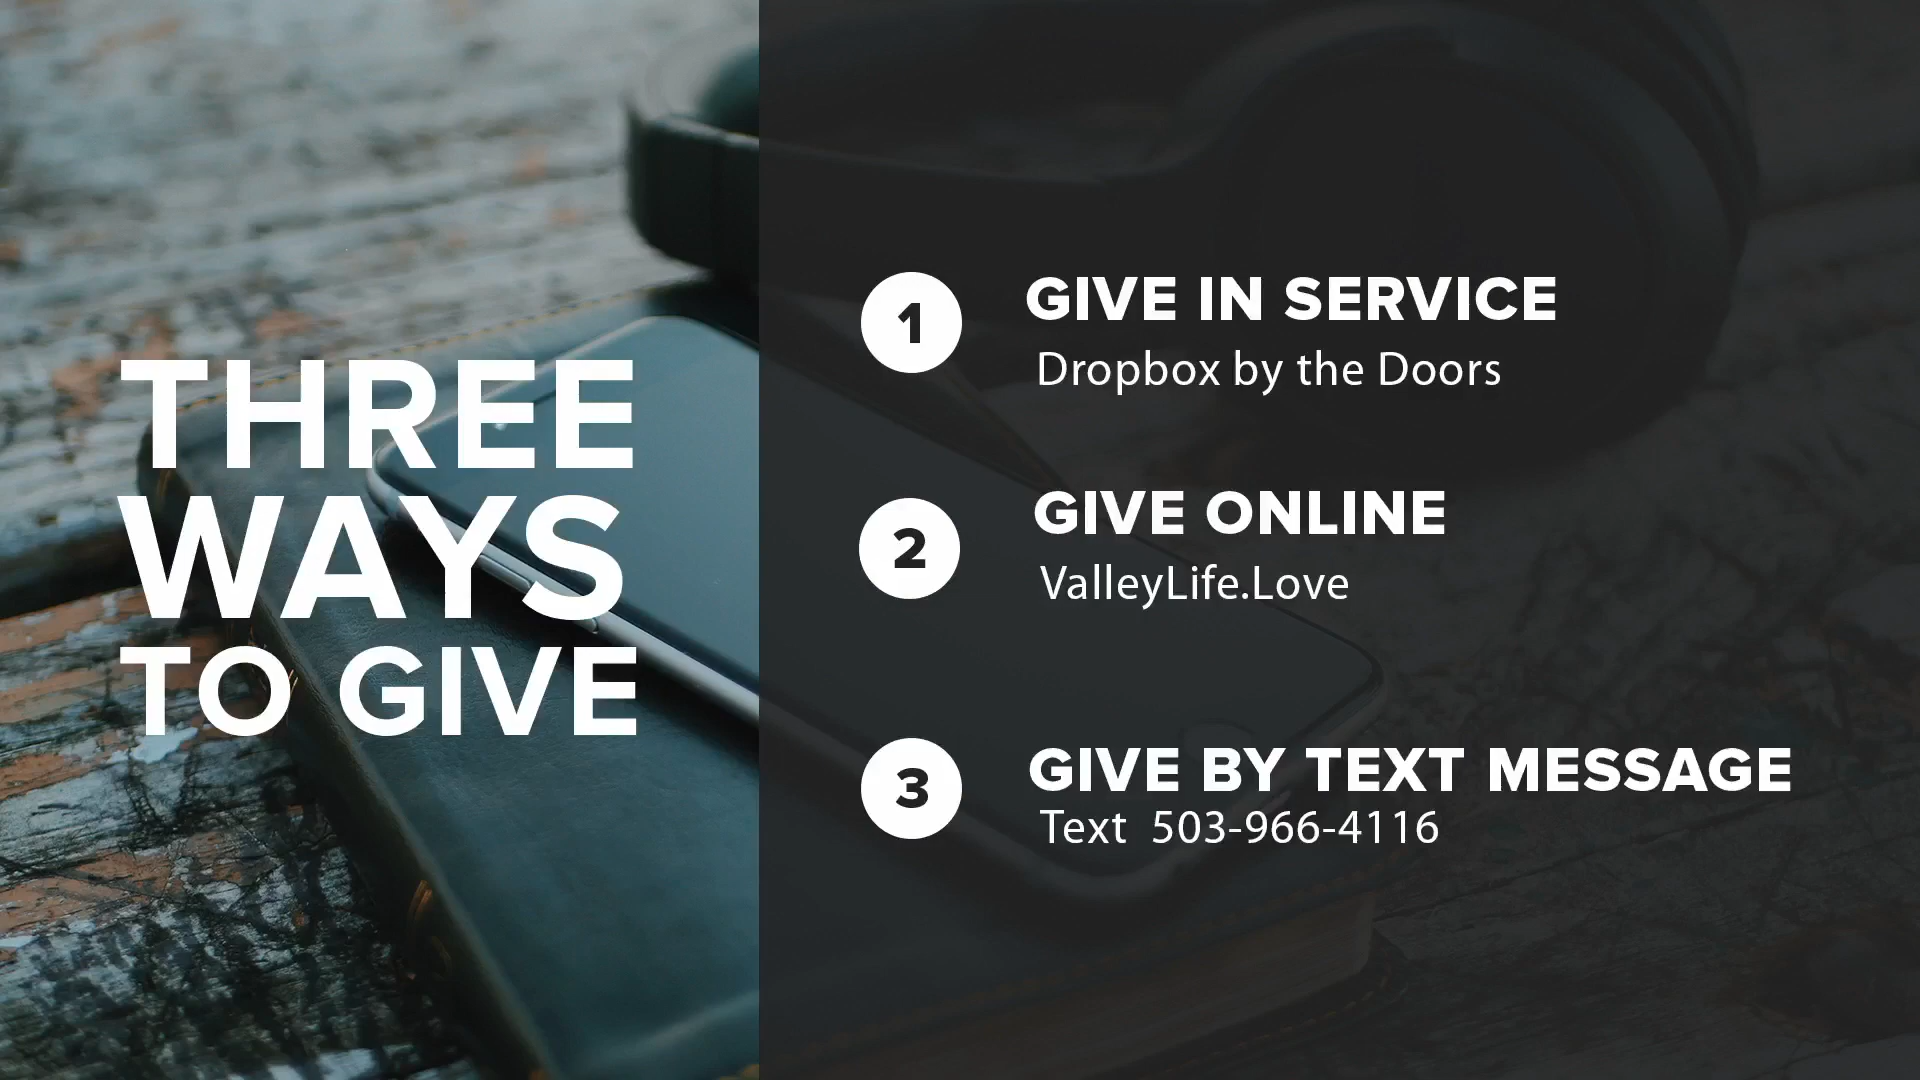 THREE
WAYS
TO GIVE
1
GIVE IN SERVICE
Dropbox by the Doors
2
GIVE ONLINE
ValleyLife.Love
3
GIVE BY TEXT MESSAGE
Text 503-966-4116